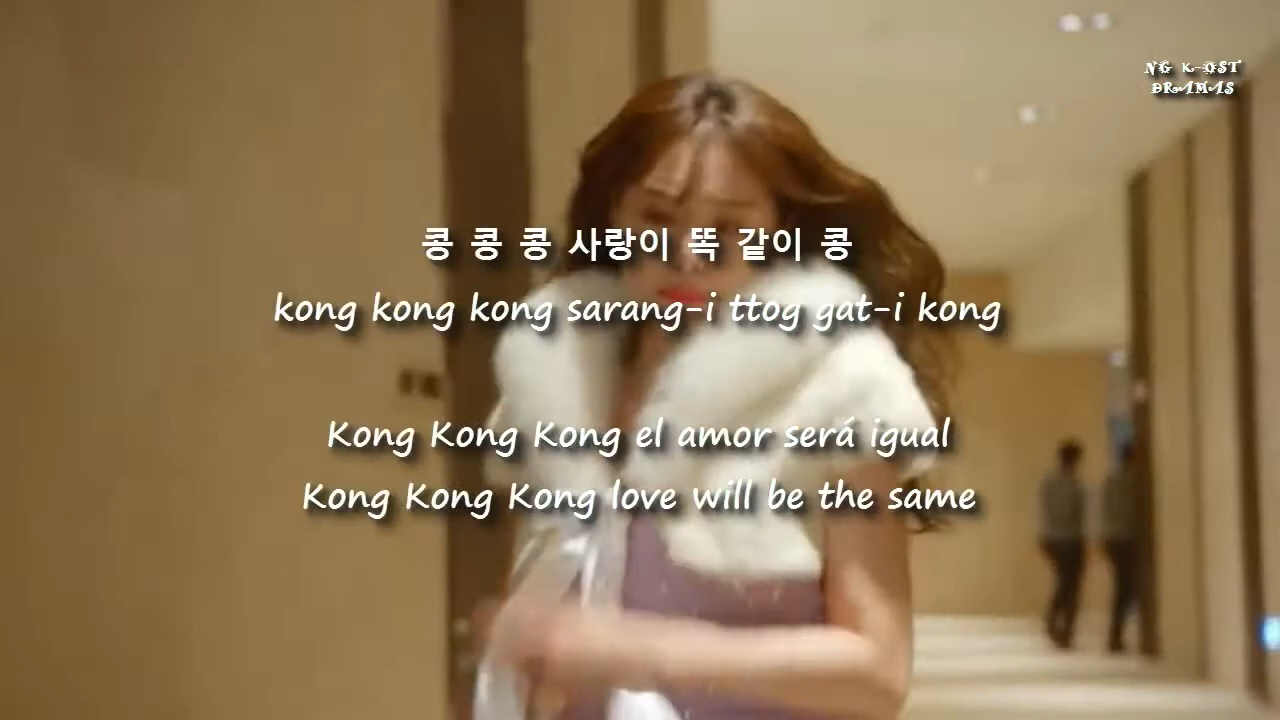 NG K-OST
DRAMAS
콩 콩 콩 사랑이 똑 같이 콩
kong kong kong sarang-i ttog gat-i kong
Kong Kong Kong el amor será igual
Kong Kong Kong love will be the same